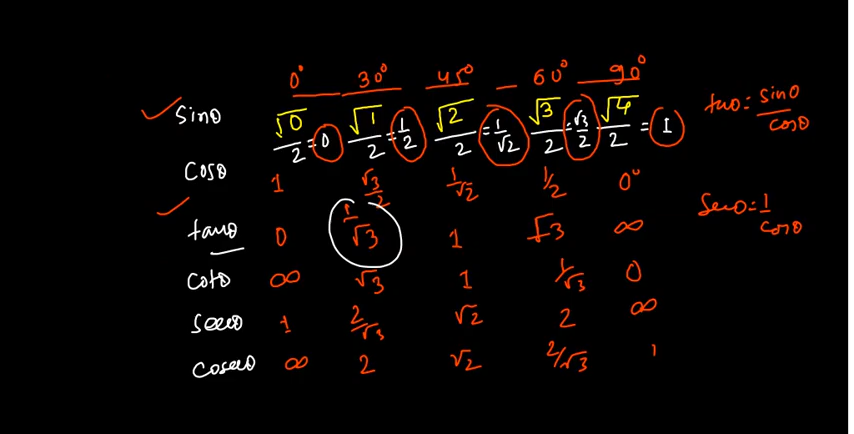 0° 30° 45° 60° 90°
sinθ √0/2=0 √1/2=1/2 √2/2=1/√2 √3/2=√3/2 √4/2=1 tanθ=sinθ/cosθ
cosθ 1 √3/2 1/√2 1/2 0°
tanθ 0 1/√3 1 √3 ∞ secθ=1/cosθ
cotθ ∞ √3 1 1/√3 0
secθ 1 2/√3 √2 2 ∞
cosecθ ∞ 2 √2 2/√3 1